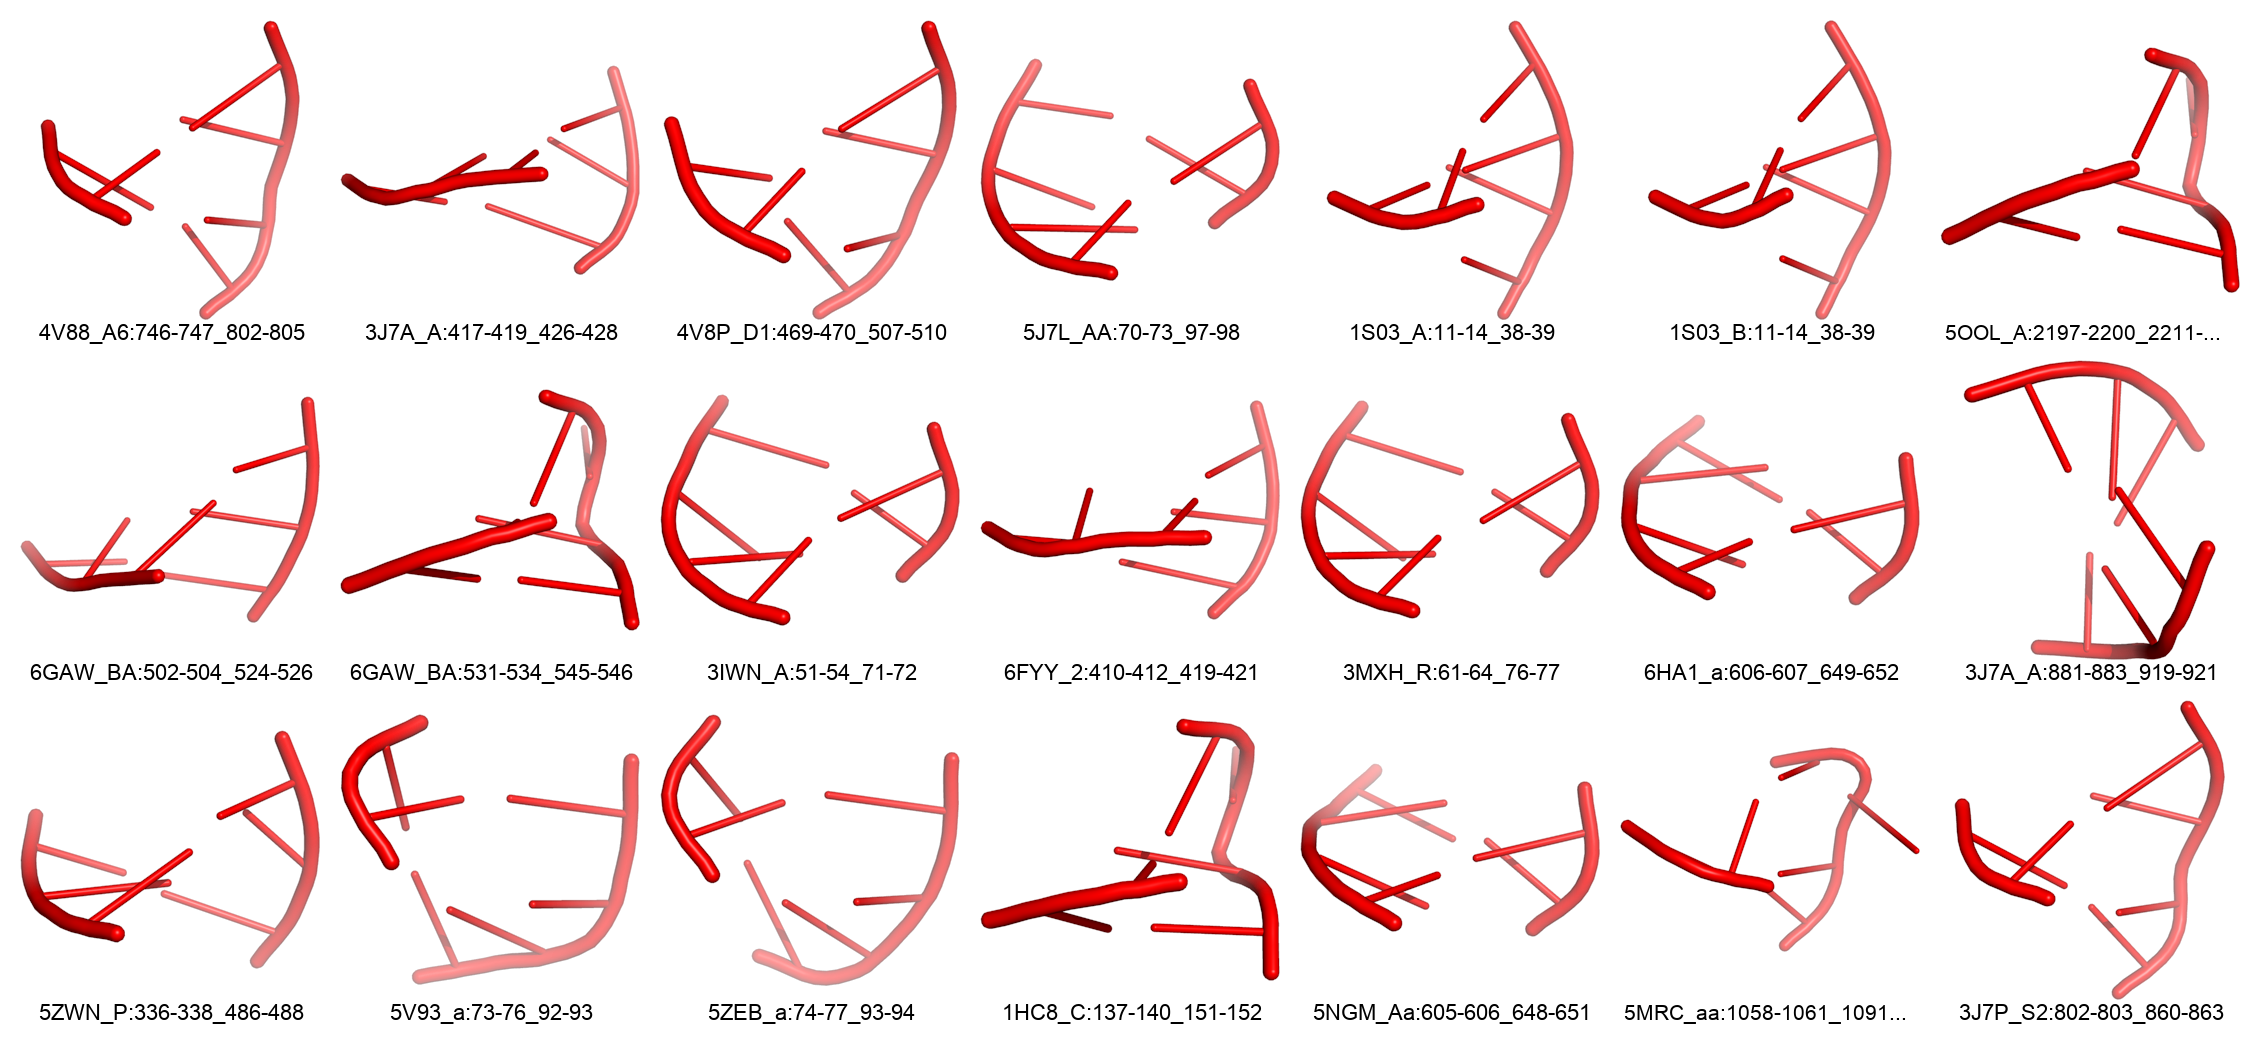 4V88_A6:746-747_802-805
3J7A_A:417-419_426-428
4V8P_D1:469-470_507-510
5J7L_AA:70-73_97-98
1S03_A:11-14_38-39
1S03_B:11-14_38-39
5OOL_A:2197-2200_2211-...
6GAW_BA:502-504_524-526
6GAW_BA:531-534_545-546
3IWN_A:51-54_71-72
6FYY_2:410-412_419-421
3MXH_R:61-64_76-77
6HA1_a:606-607_649-652
3J7A_A:881-883_919-921
5ZWN_P:336-338_486-488
5V93_a:73-76_92-93
5ZEB_a:74-77_93-94
1HC8_C:137-140_151-152
5NGM_Aa:605-606_648-651
5MRC_aa:1058-1061_1091...
3J7P_S2:802-803_860-863